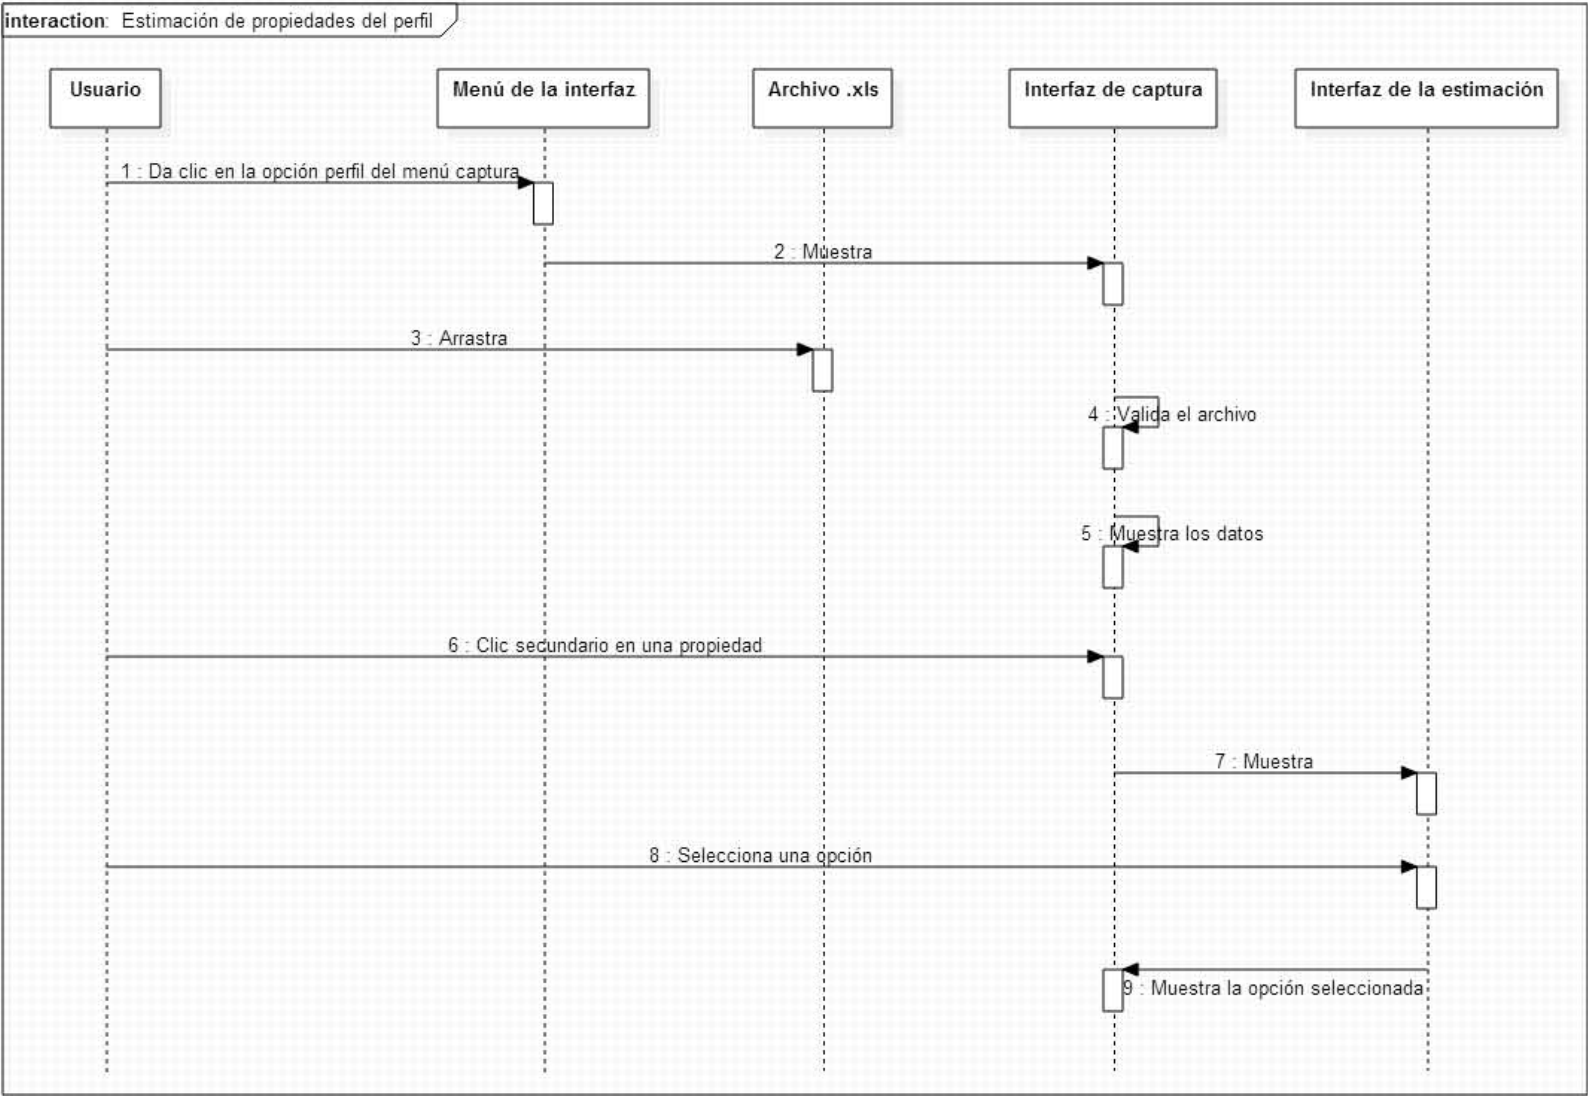 interaction: Estimación de propiedades del perfil
Usuario
Menú de la interfaz
Archivo .xls
Interfaz de captura
Interfaz de la estimación
1 : Da clic en la opción perfil del menú captura
2 : Muestra
3 : Arrastra
4 : Valida el archivo
5 : Muestra los datos
6 : Clic secundario en una propiedad
7 : Muestra
8 : Selecciona una opción
9 : Muestra la opción seleccionada